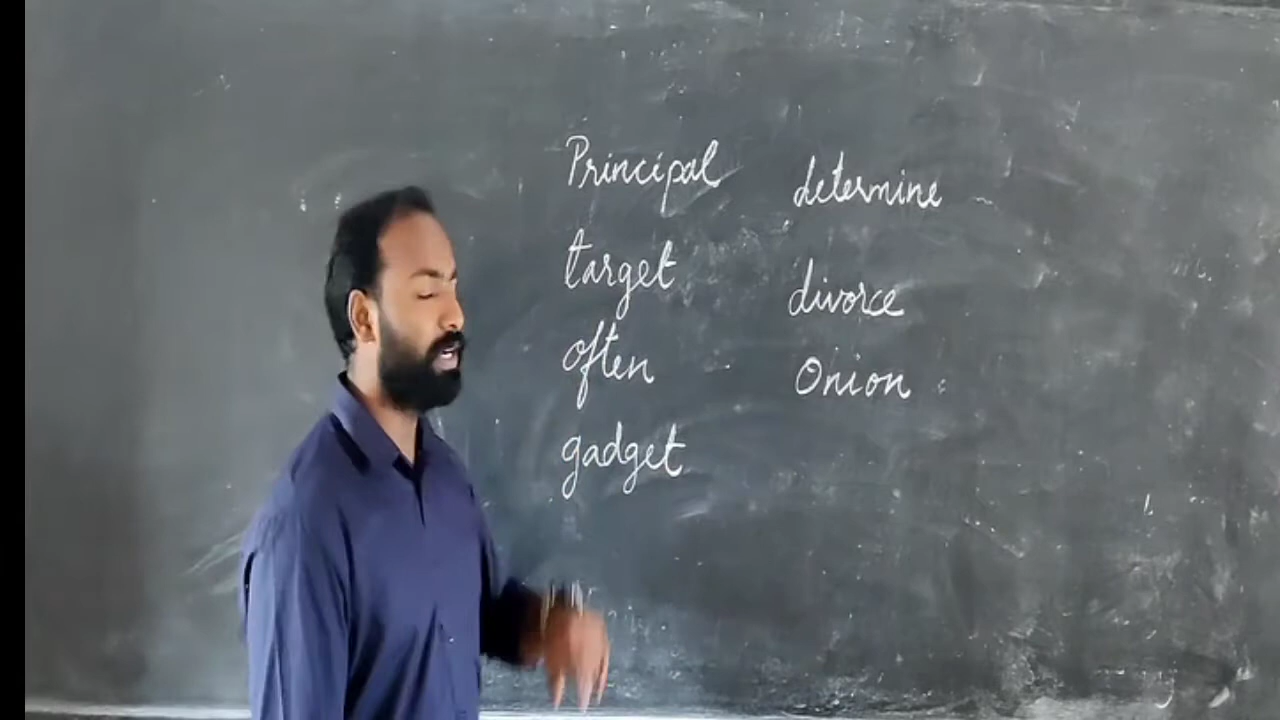 Principal
target
often
gadget
determine
divorce
Onion